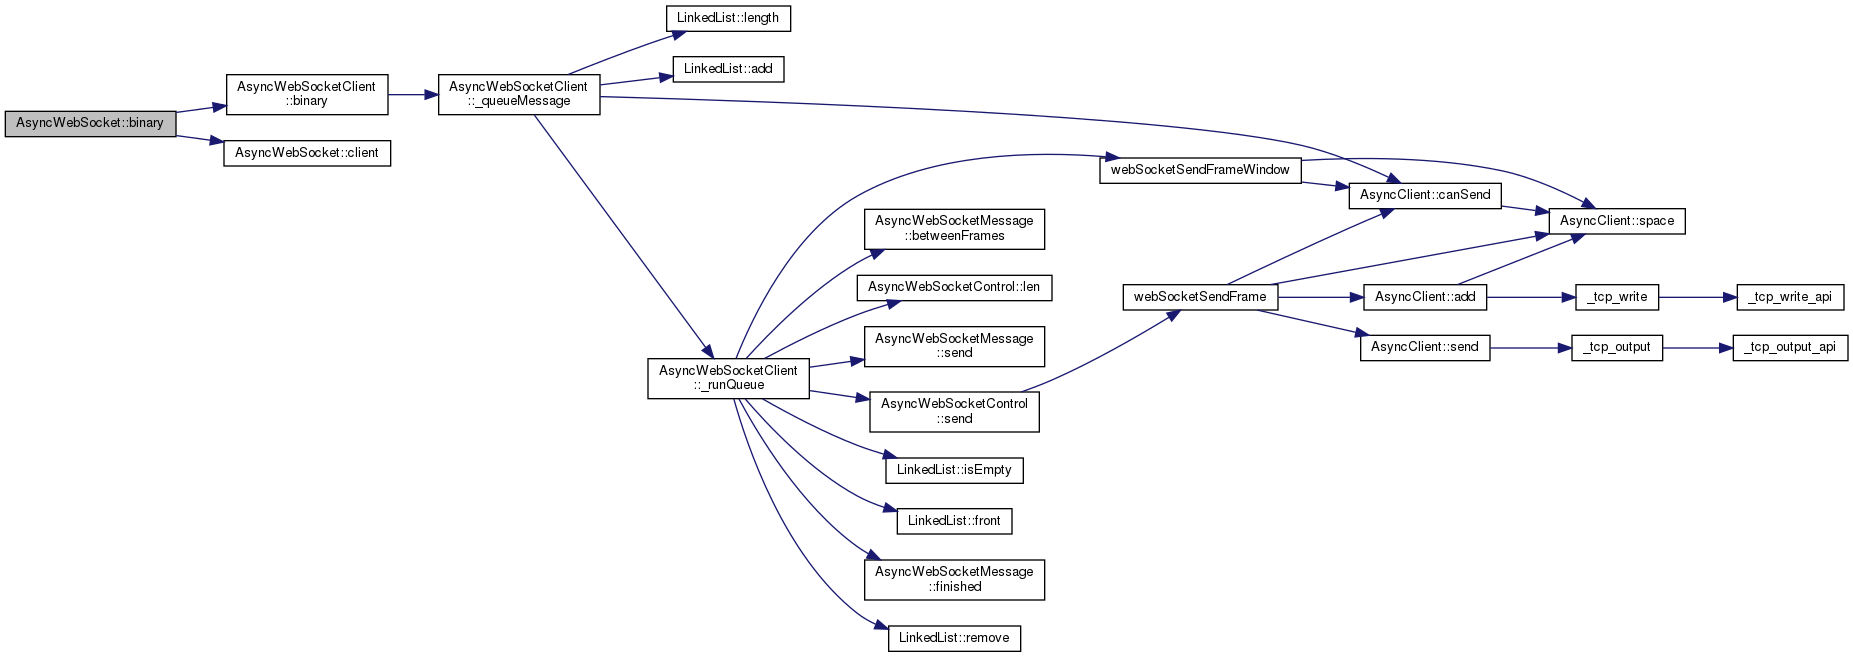 AsyncWebSocket::binary
AsyncWebSocketClient
::binary
AsyncWebSocket::client
AsyncWebSocketClient
::_queueMessage
LinkedList::length
LinkedList::add
AsyncWebSocketClient
::_runQueue
webSocketSendFrameWindow
AsyncWebSocketMessage
::betweenFrames
AsyncWebSocketControl::len
AsyncWebSocketMessage
::send
AsyncWebSocketControl
::send
LinkedList::isEmpty
LinkedList::front
AsyncWebSocketMessage
::finished
LinkedList::remove
webSocketSendFrame
AsyncClient::canSend
AsyncClient::space
AsyncClient::add
AsyncClient::send
_tcp_write
_tcp_output
_tcp_write_api
_tcp_output_api